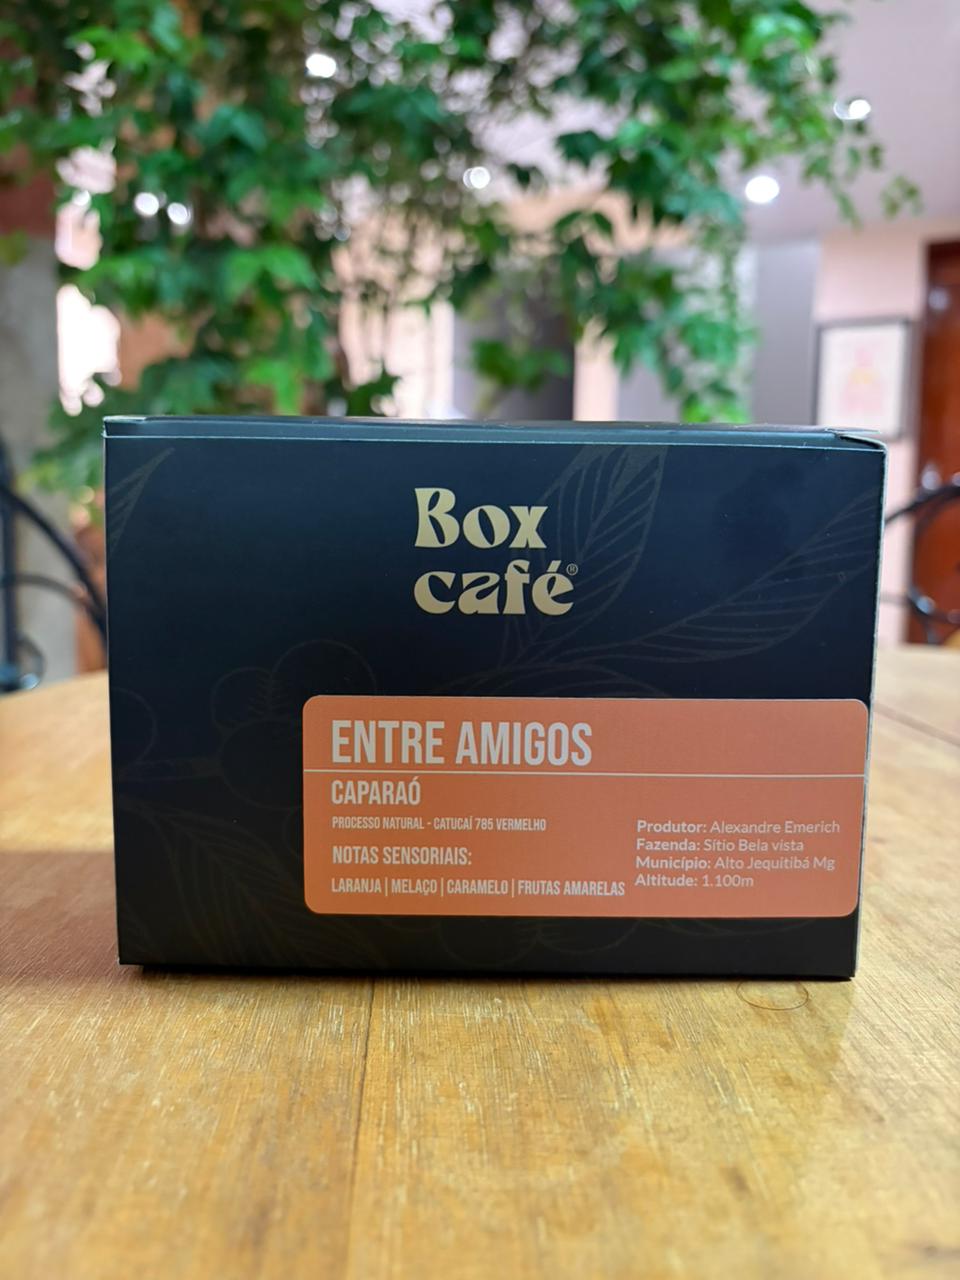 Box
café®
ENTRE AMIGOS
CAPARAÓ
PROCESSO NATURAL - CATUCAÍ 785 VERMELHO
NOTAS SENSORIAIS:
LARANJA | MELAÇO | CARAMELO | FRUTAS AMARELAS
Produtor: Alexandre Emerich
Fazenda: Sítio Bela vista
Município: Alto Jequitibá Mg
Altitude: 1.100m